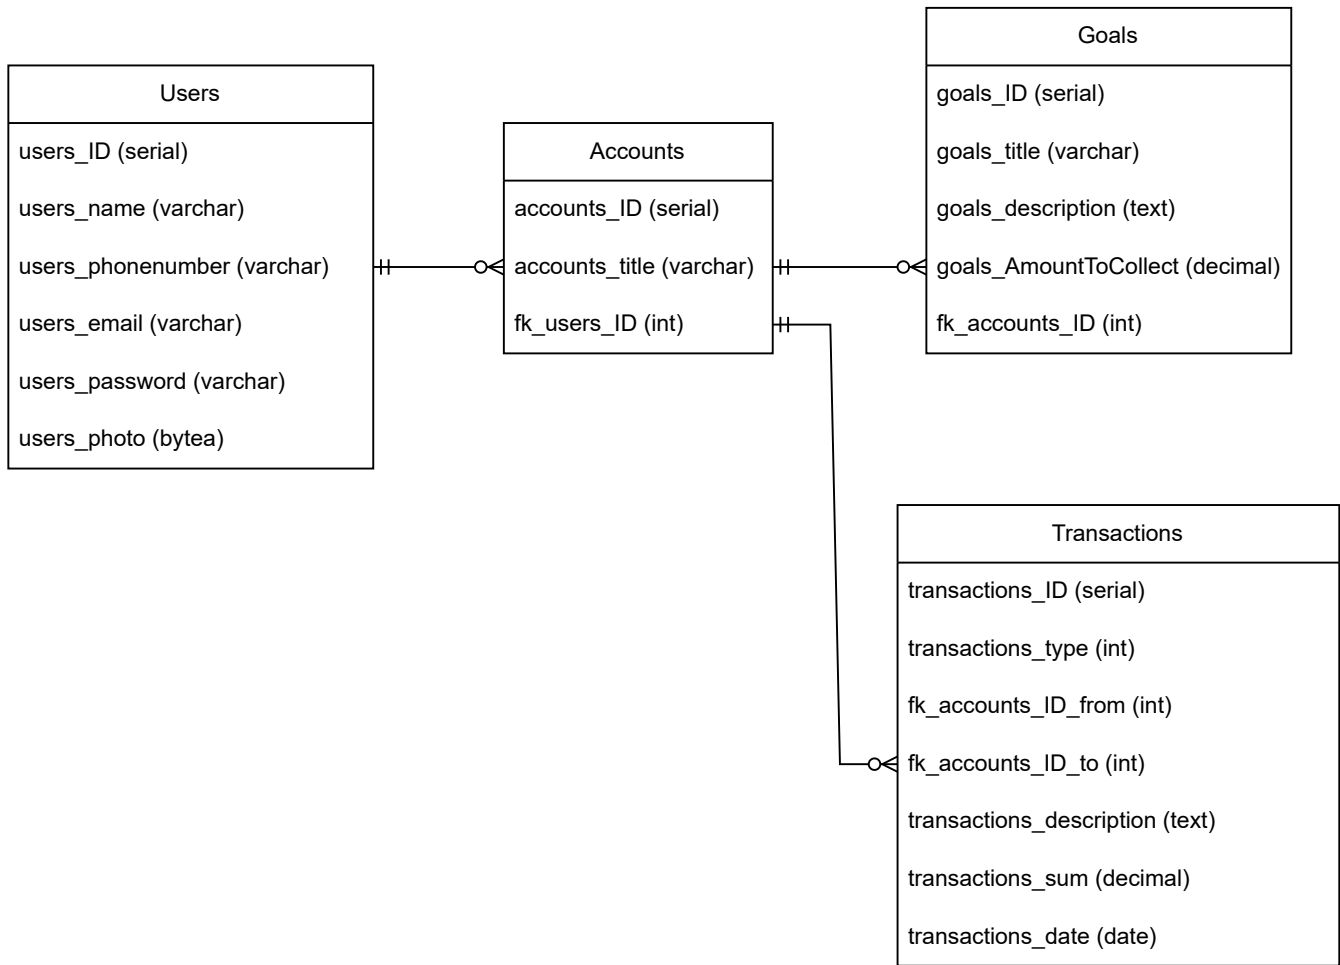 Users
users_ID (serial)
users_name (varchar)
users_phonenumber (varchar)
users_email (varchar)
users_password (varchar)
users_photo (bytea)
Accounts
accounts_ID (serial)
accounts_title (varchar)
fk_users_ID (int)
Goals
goals_ID (serial)
goals_title (varchar)
goals_description (text)
goals_AmountToCollect (decimal)
fk_accounts_ID (int)
Transactions
transactions_ID (serial)
transactions_type (int)
fk_accounts_ID_from (int)
fk_accounts_ID_to (int)
transactions_description (text)
transactions_sum (decimal)
transactions_date (date)